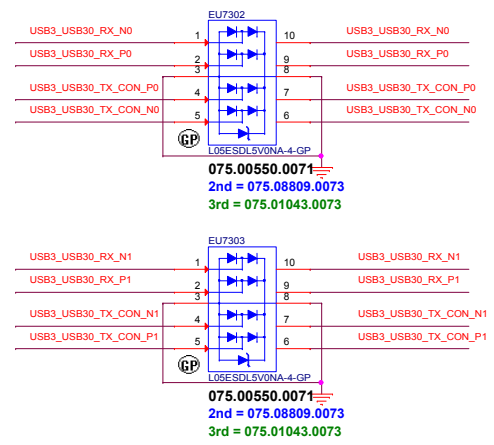 EU7302
USB3_USB30_RX_N0 1 10 USB3_USB30_RX_N0
USB3_USB30_RX_P0 2 9 USB3_USB30_RX_P0
3 8
USB3_USB30_TX_CON_P0 4 7 USB3_USB30_TX_CON_P0
USB3_USB30_TX_CON_N0 5 6 USB3_USB30_TX_CON_N0
GP
L05ESDL5V0NA-4-GP
075.00550.0071
2nd = 075.08809.0073
3rd = 075.01043.0073
EU7303
USB3_USB30_RX_N1 1 10 USB3_USB30_RX_N1
USB3_USB30_RX_P1 2 9 USB3_USB30_RX_P1
3 8
USB3_USB30_TX_CON_N1 4 7 USB3_USB30_TX_CON_N1
USB3_USB30_TX_CON_P1 5 6 USB3_USB30_TX_CON_P1
GP
L05ESDL5V0NA-4-GP
075.00550.0071
2nd = 075.08809.0073
3rd = 075.01043.0073